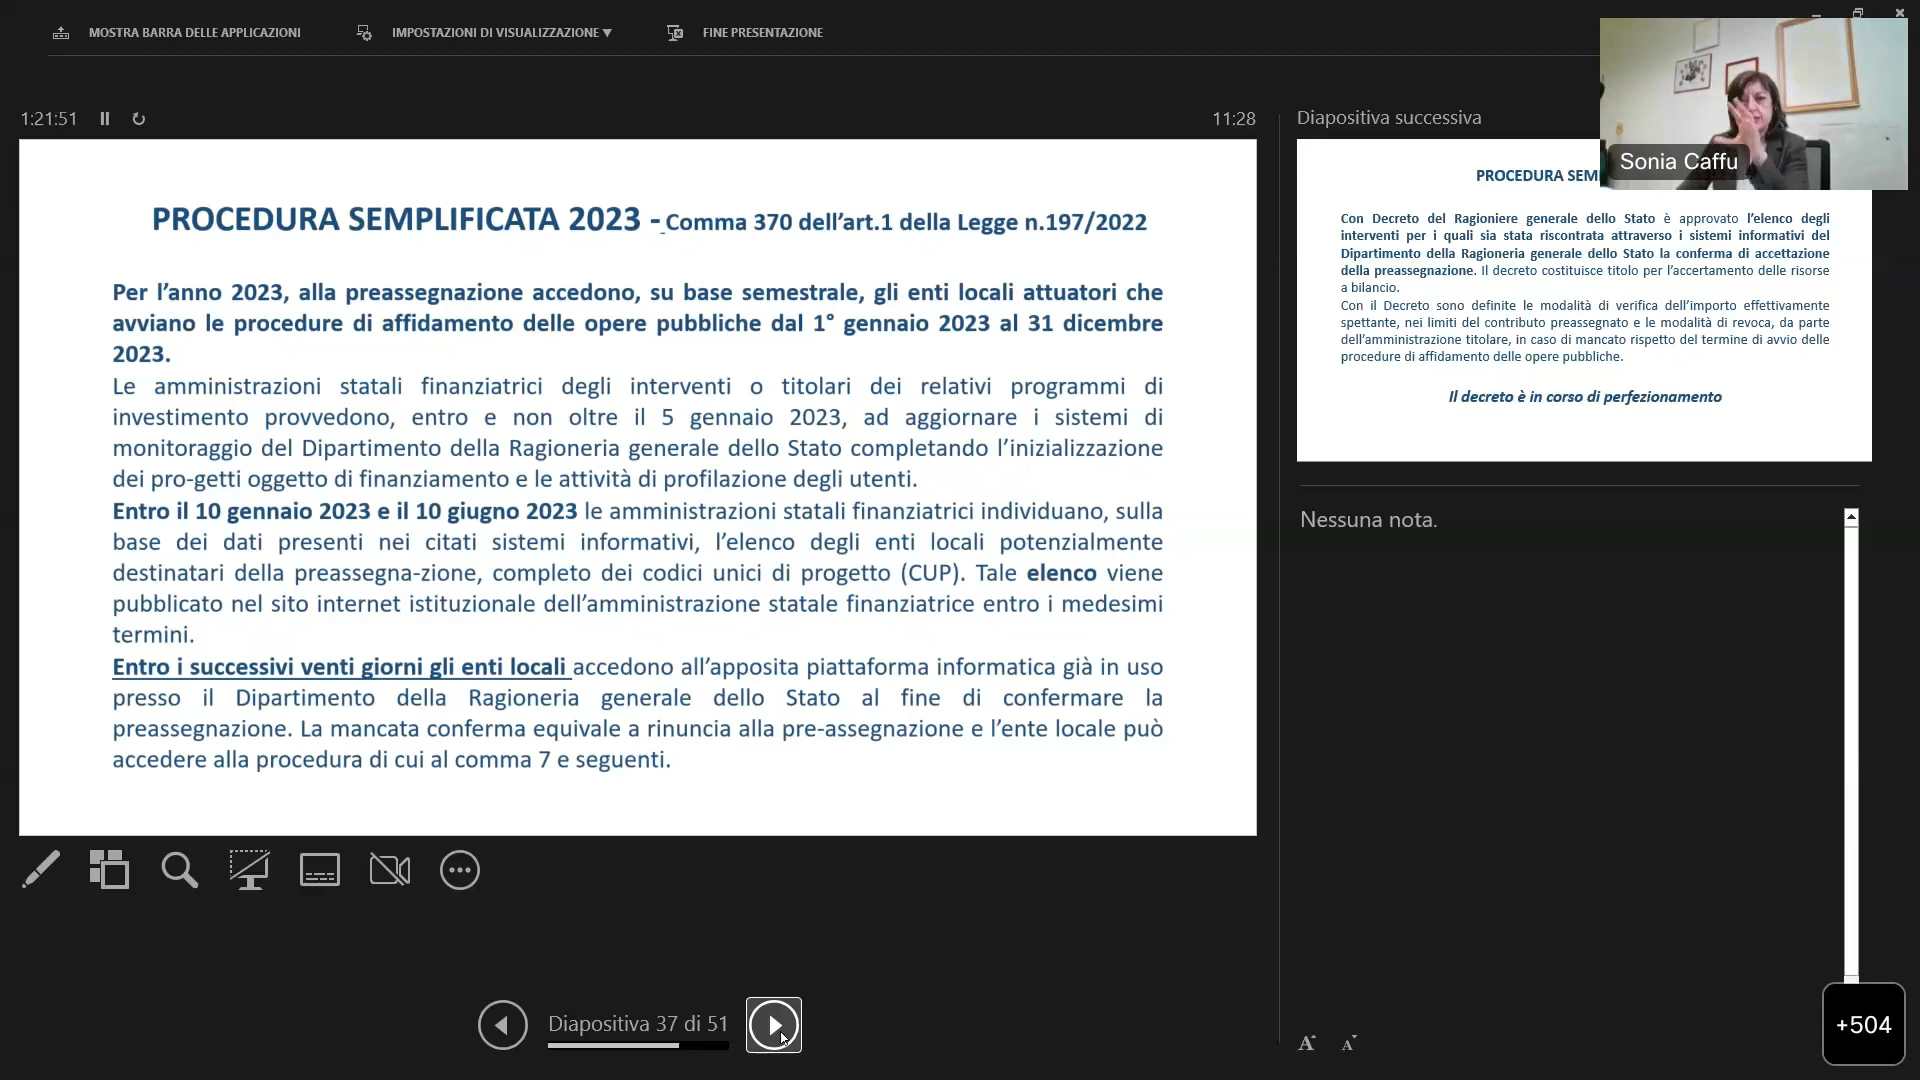 MOSTRA BARRA DELLE APPLICAZIONI
IMPOSTAZIONI DI VISUALIZZAZIONE ▼
FINE PRESENTAZIONE
1:21:51
11:28
Diapositiva successiva
Sonia Caffu
PROCEDURA SEMPLIFICATA 2023 - Comma 370 dell’art.1 della Legge n.197/2022
Per l’anno 2023, alla preassegnazione accedono, su base semestrale, gli enti locali attuatori che
avviano le procedure di affidamento delle opere pubbliche dal 1° gennaio 2023 al 31 dicembre
2023.
Le amministrazioni statali finanziatrici degli interventi o titolari dei relativi programmi di
investimento provvedono, entro e non oltre il 5 gennaio 2023, ad aggiornare i sistemi di
monitoraggio del Dipartimento della Ragioneria generale dello Stato completando l’inizializzazione
dei pro-getti oggetto di finanziamento e le attività di profilazione degli utenti.
Entro il 10 gennaio 2023 e il 10 giugno 2023 le amministrazioni statali finanziatrici individuano, sulla
base dei dati presenti nei citati sistemi informativi, l’elenco degli enti locali potenzialmente
destinatari della preassegna-zione, completo dei codici unici di progetto (CUP). Tale elenco viene
pubblicato nel sito internet istituzionale dell’amministrazione statale finanziatrice entro i medesimi
termini.
Entro i successivi venti giorni gli enti locali accedono all’apposita piattaforma informatica già in uso
presso il Dipartimento della Ragioneria generale dello Stato al fine di confermare la
preassegnazione. La mancata conferma equivale a rinuncia alla pre-assegnazione e l’ente locale può
accedere alla procedura di cui al comma 7 e seguenti.
PROCEDURA SEM
Con Decreto del Ragioniere generale dello Stato è approvato l’elenco degli
interventi per i quali sia stata riscontrata attraverso i sistemi informativi del
Dipartimento della Ragioneria generale dello Stato la conferma di accettazione
della preassegnazione. Il decreto costituisce titolo per l’accertamento delle risorse
a bilancio.
Con il Decreto sono definite le modalità di verifica dell’importo effettivamente
spettante, nei limiti del contributo preassegnato e le modalità di revoca, da parte
dell’amministrazione titolare, in caso di mancato rispetto del termine di avvio delle
procedure di affidamento delle opere pubbliche.
Il decreto è in corso di perfezionamento
Nessuna nota.
Diapositiva 37 di 51
A A
+504